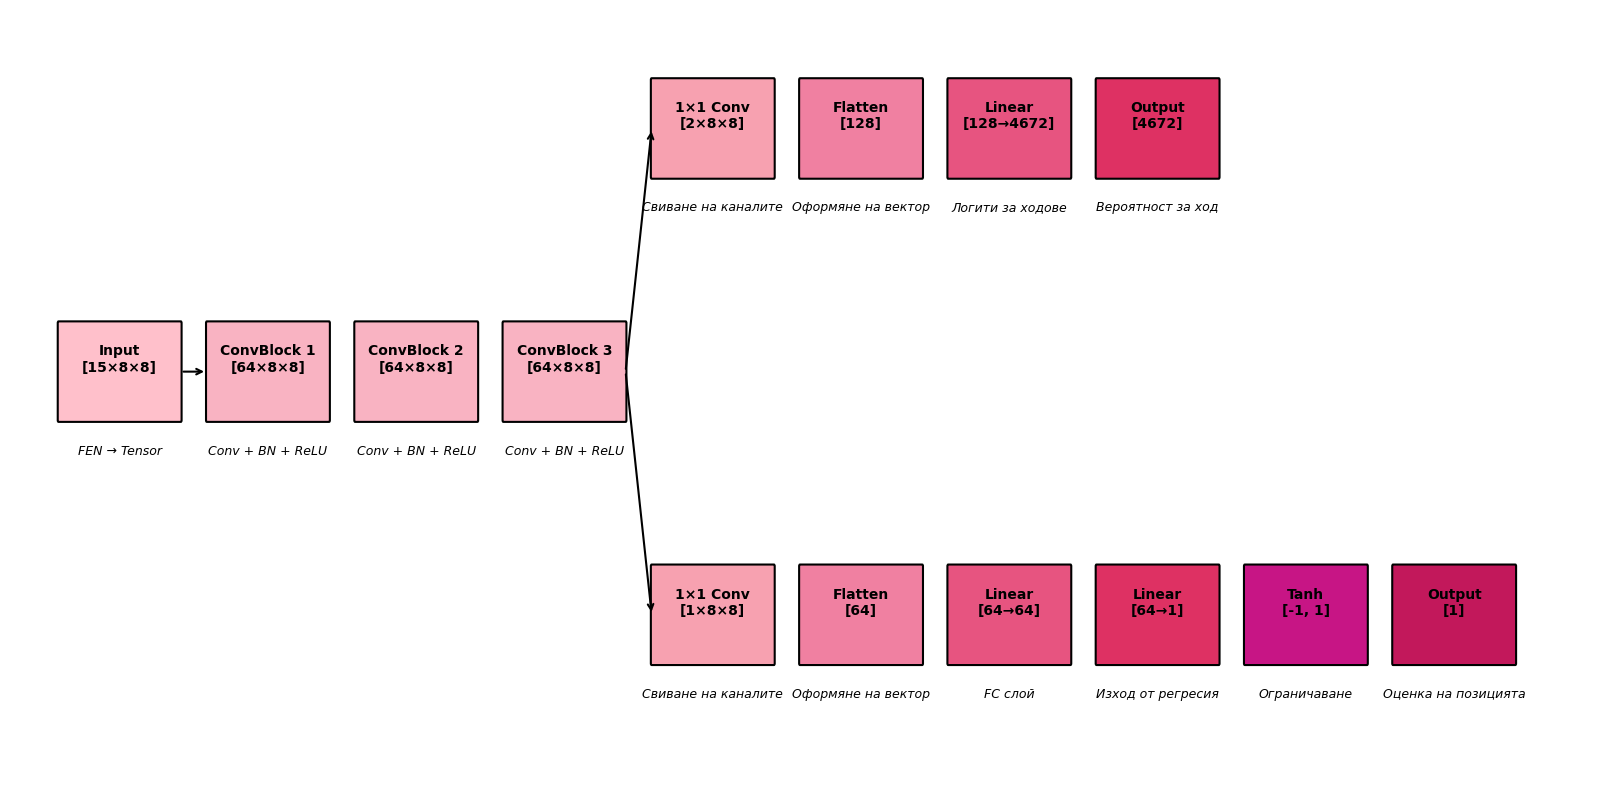 1×1 Conv
[2×8×8]
Свиване на каналите
Flatten
[128]
Оформяне на вектор
Linear
[128→4672]
Логити за ходове
Output
[4672]
Вероятност за ход
Input
[15×8×8]
FEN → Tensor
ConvBlock 1
[64×8×8]
Conv + BN + ReLU
ConvBlock 2
[64×8×8]
Conv + BN + ReLU
ConvBlock 3
[64×8×8]
Conv + BN + ReLU
1×1 Conv
[1×8×8]
Свиване на каналите
Flatten
[64]
Оформяне на вектор
Linear
[64→64]
FC слой
Linear
[64→1]
Изход от регресия
Tanh
[-1, 1]
Ограничаване
Output
[1]
Оценка на позицията